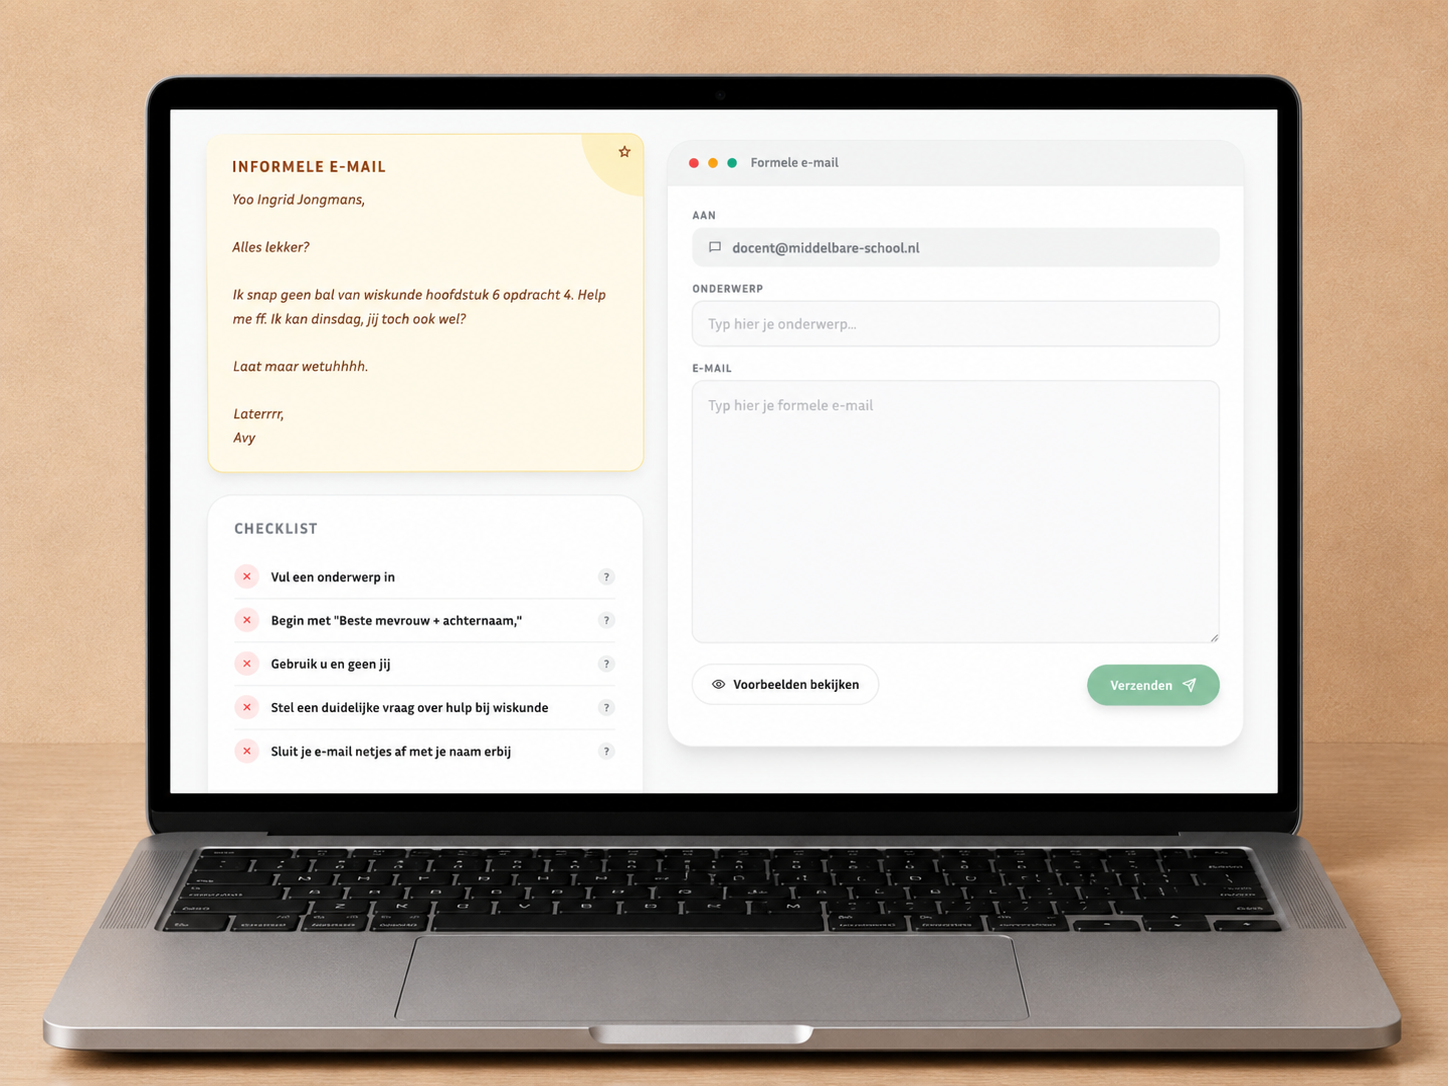 INFORMELE E-MAIL
Yoo Ingrid Jongmans,
Alles lekker?
Ik snap geen bal van wiskunde hoofdstuk 6 opdracht 4. Help
me ff. Ik kan dinsdag, jij toch ook wel?
Laat maar wetuhhhh.
Laterrrr,
Avy
CHECKLIST
Vul een onderwerp in
?
Begin met "Beste mevrouw + achternaam,"
?
Gebruik u en geen jij
?
Stel een duidelijke vraag over hulp bij wiskunde
?
Sluit je e-mail netjes af met je naam erbij
?
Formele e-mail
AAN
docent@middelbare-school.nl
ONDERWERP
Typ hier je onderwerp...
E-MAIL
Typ hier je formele e-mail
Voorbeelden bekijken
Verzenden